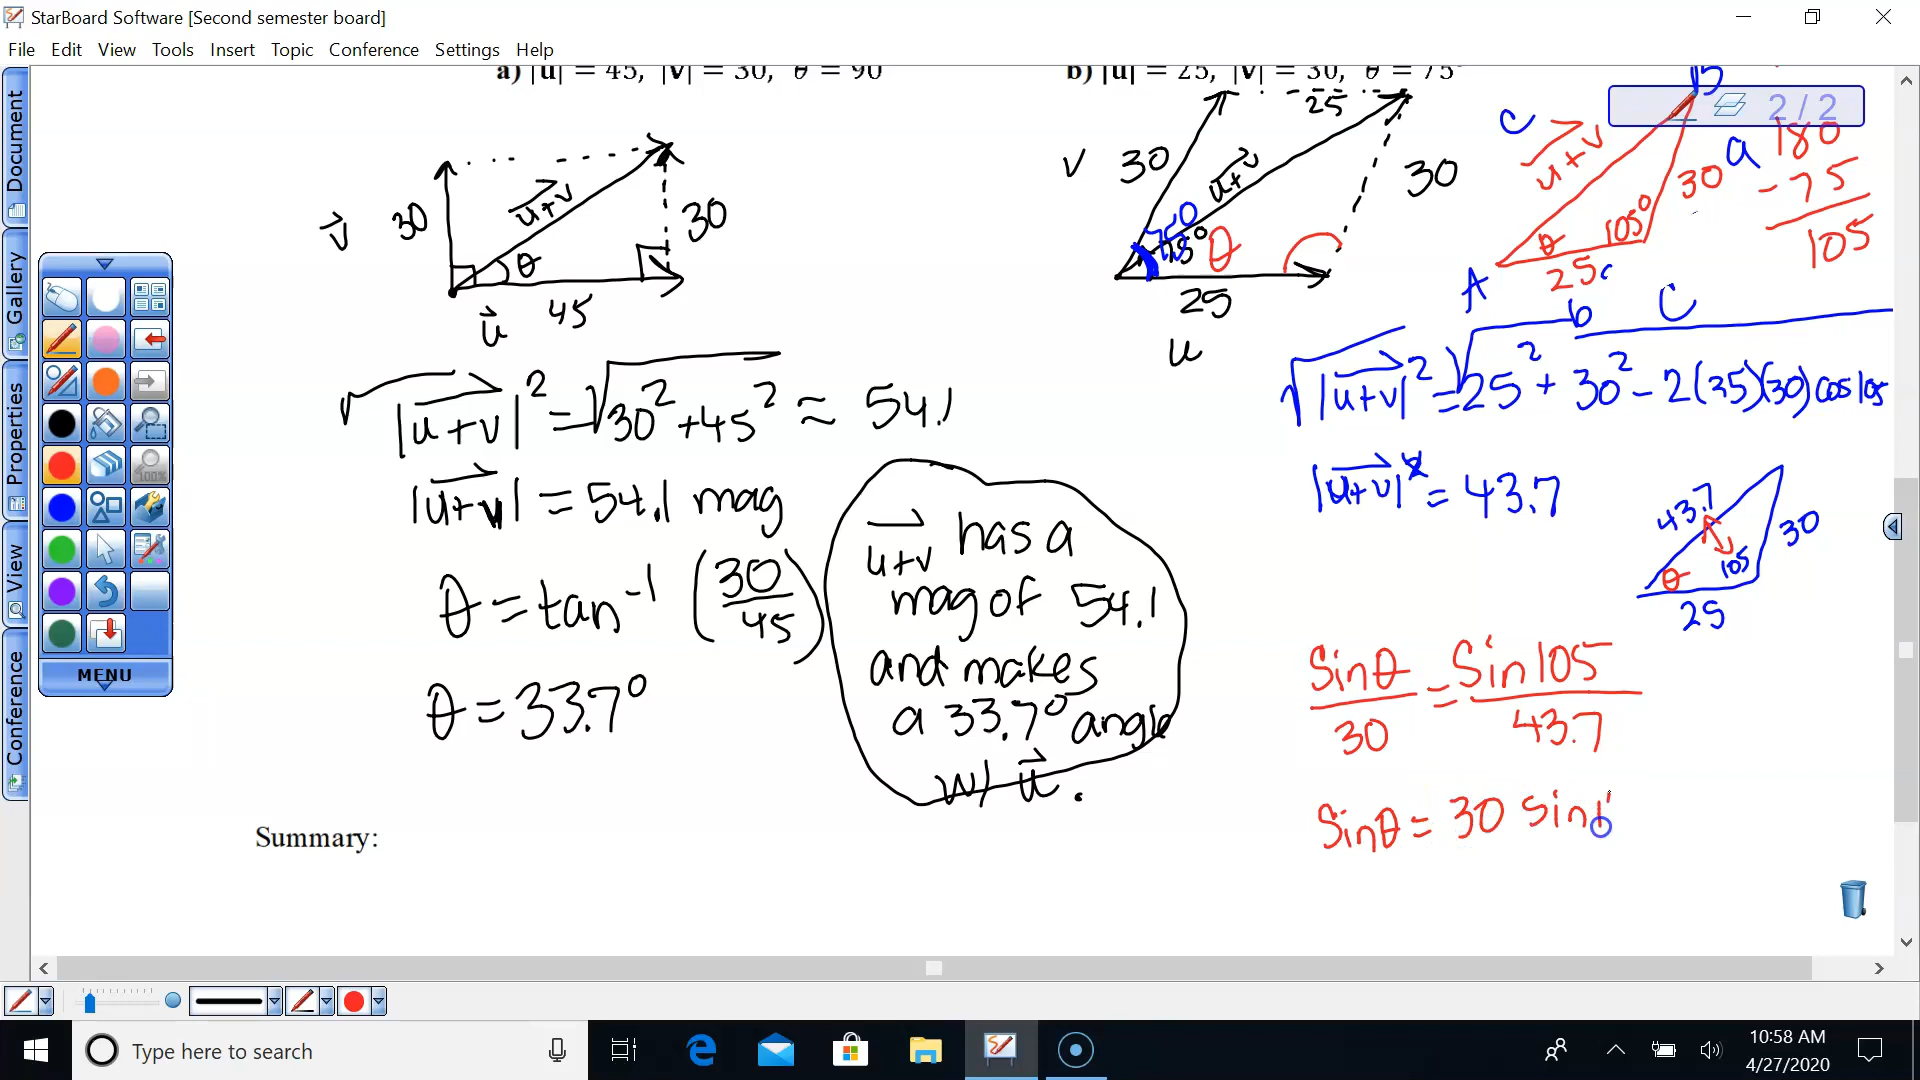 StarBoard Software [Second semester board]
File Edit View Tools Insert Topic Conference Settings Help
Document
Gallery
Properties
View
Conference
MENU
100%
2 / 2
a) |u| = 45, |v| = 30, θ = 90
v⃗ 30
u+v
30
θ
u⃗ 45
√|u+v|² = √30² + 45² ≈ 54.1
|u+v| = 54.1 mag
θ = tan⁻¹ (30/45)
θ = 33.7°
u+v has a
mag of 54.1
and makes
a 33.7° angle
w/ u⃗.
b) |u| = 25, |v| = 30, θ = 75°
25
v 30
u+v
30
75° θ
25
u
B
c
u+v
a
30
105°
θ
25
A
b
C
180
-75
105
√|u+v|² = √25² + 30² - 2(35)(30)cos105
|u+v| = 43.7
43.7
30
θ 105
25
Sinθ/30 = Sin105/43.7
Sinθ = 30 Sin1
Summary:
Type here to search
10:58 AM
4/27/2020